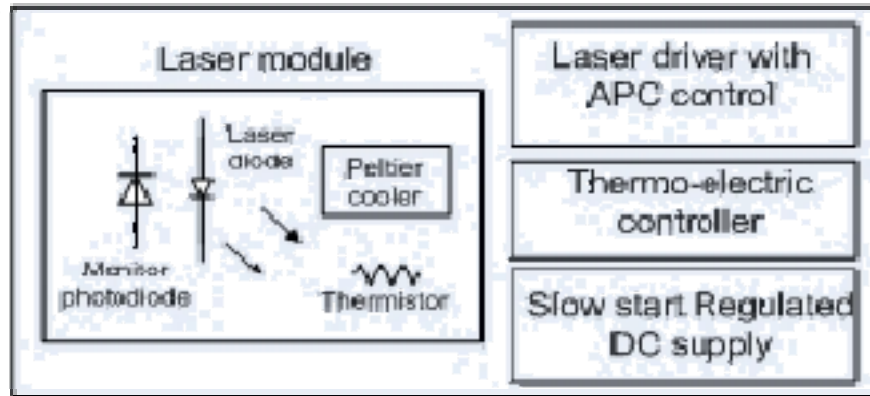 Laser module
Laser
diode
Peltier
cooler
Monitor
photodiode
Thermistor
Laser driver with
APC control
Thermo-electric
controller
Slow start Regulated
DC supply